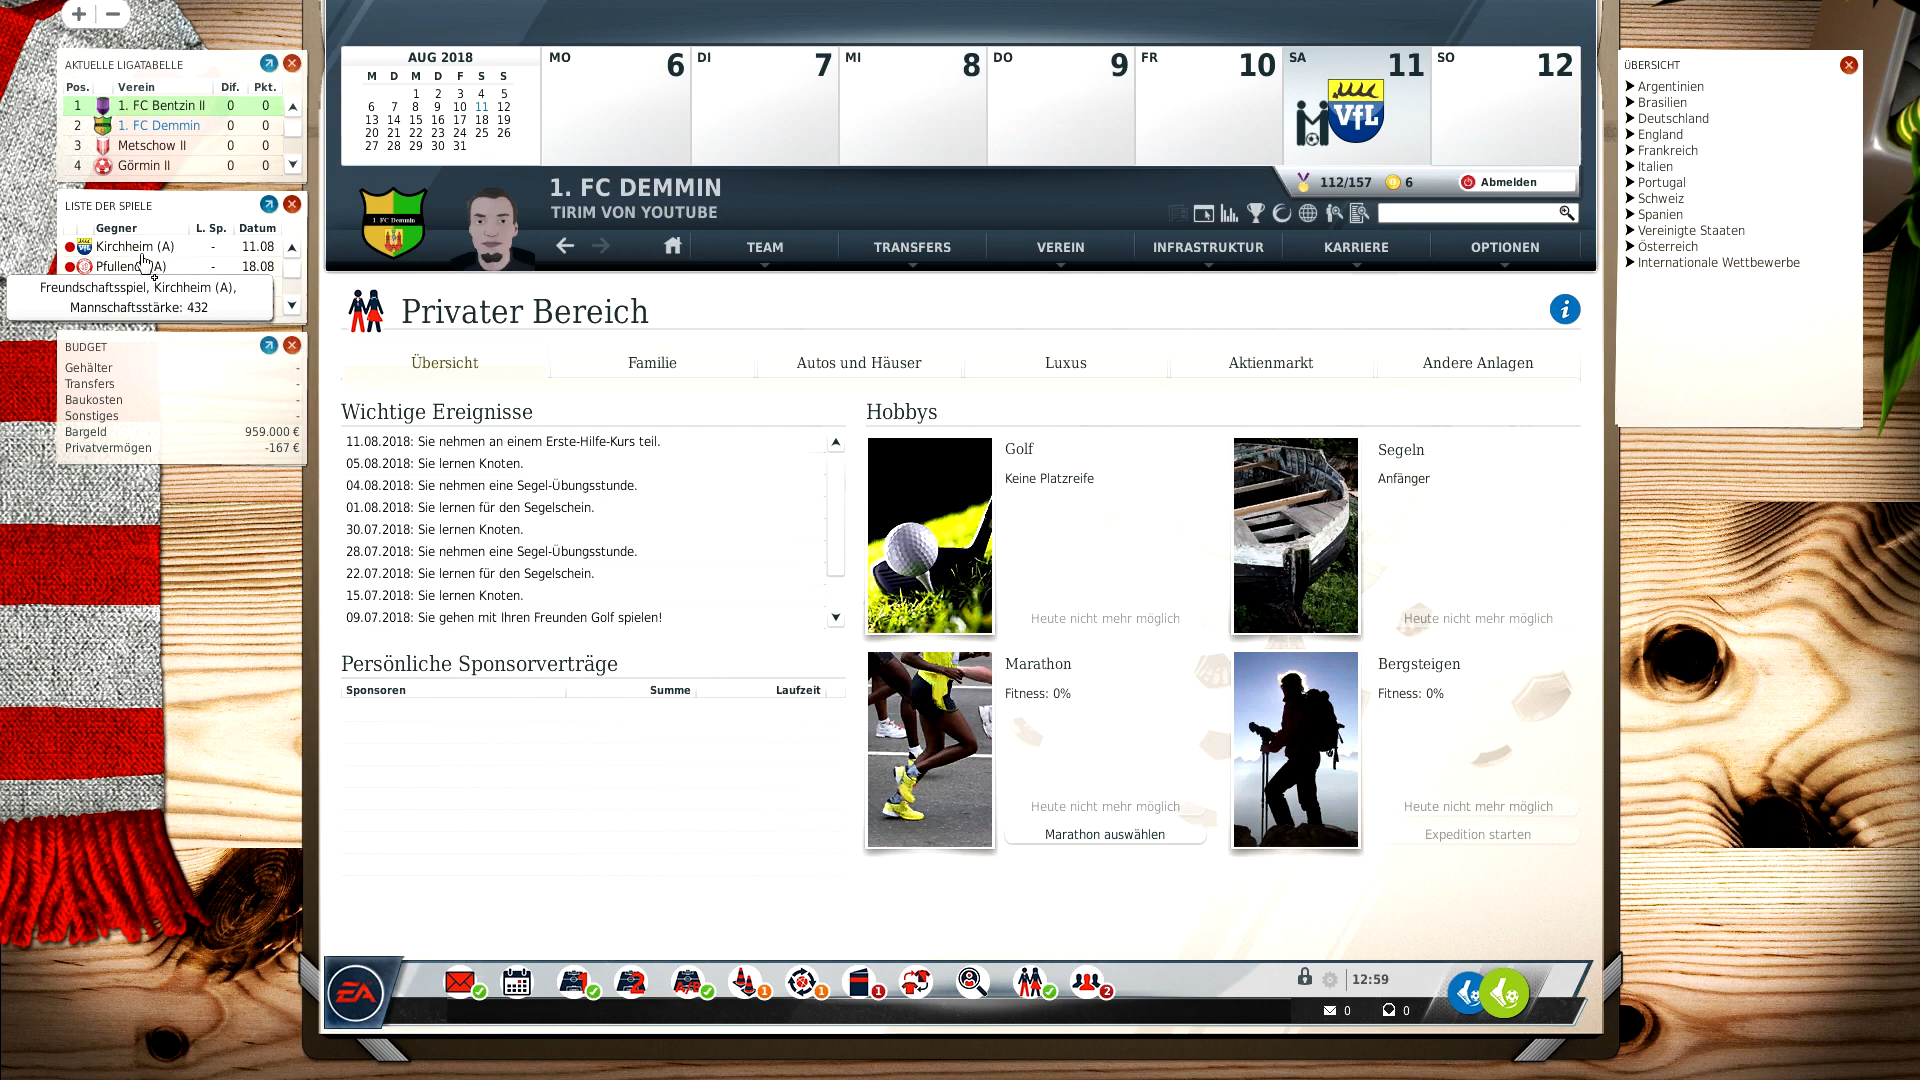 AKTUELLE LIGATABELLE
Pos. Verein Dif. Pkt.
1 1. FC Bentzin II 0 0
2 1. FC Demmin 0 0
3 Metschow II 0 0
4 Görmin II 0 0
LISTE DER SPIELE
Gegner L. Sp. Datum
Kirchheim (A) - 11.08
Pfullend (A) - 18.08
Freundschaftsspiel, Kirchheim (A),
Mannschaftsstärke: 432
BUDGET
Gehälter -
Transfers -
Baukosten -
Sonstiges -
Bargeld 959.000 €
Privatvermögen -167 €
AUG 2018
M D M D F S S
1 2 3 4 5
6 7 8 9 10 11 12
13 14 15 16 17 18 19
20 21 22 23 24 25 26
27 28 29 30 31
MO 6 DI 7 MI 8 DO 9 FR 10 SA 11 SO 12
VfL
112/157 6 Abmelden
1. FC DEMMIN
TIRIM VON YOUTUBE
1 FC Demmin
TEAM TRANSFERS VEREIN INFRASTRUKTUR KARRIERE OPTIONEN
Privater Bereich
Übersicht Familie Autos und Häuser Luxus Aktienmarkt Andere Anlagen
Wichtige Ereignisse
11.08.2018: Sie nehmen an einem Erste-Hilfe-Kurs teil.
05.08.2018: Sie lernen Knoten.
04.08.2018: Sie nehmen eine Segel-Übungsstunde.
01.08.2018: Sie lernen für den Segelschein.
30.07.2018: Sie lernen Knoten.
28.07.2018: Sie nehmen eine Segel-Übungsstunde.
22.07.2018: Sie lernen für den Segelschein.
15.07.2018: Sie lernen Knoten.
09.07.2018: Sie gehen mit Ihren Freunden Golf spielen!
Persönliche Sponsorverträge
Sponsoren Summe Laufzeit
Hobbys
Golf
Keine Platzreife
Heute nicht mehr möglich
Segeln
Anfänger
Heute nicht mehr möglich
Marathon
Fitness: 0%
Heute nicht mehr möglich
Marathon auswählen
Bergsteigen
Fitness: 0%
Heute nicht mehr möglich
Expedition starten
ÜBERSICHT
Argentinien
Brasilien
Deutschland
England
Frankreich
Italien
Portugal
Schweiz
Spanien
Vereinigte Staaten
Österreich
Internationale Wettbewerbe
EA
1 2 A/B 1 1 1 2
12:59
0 0